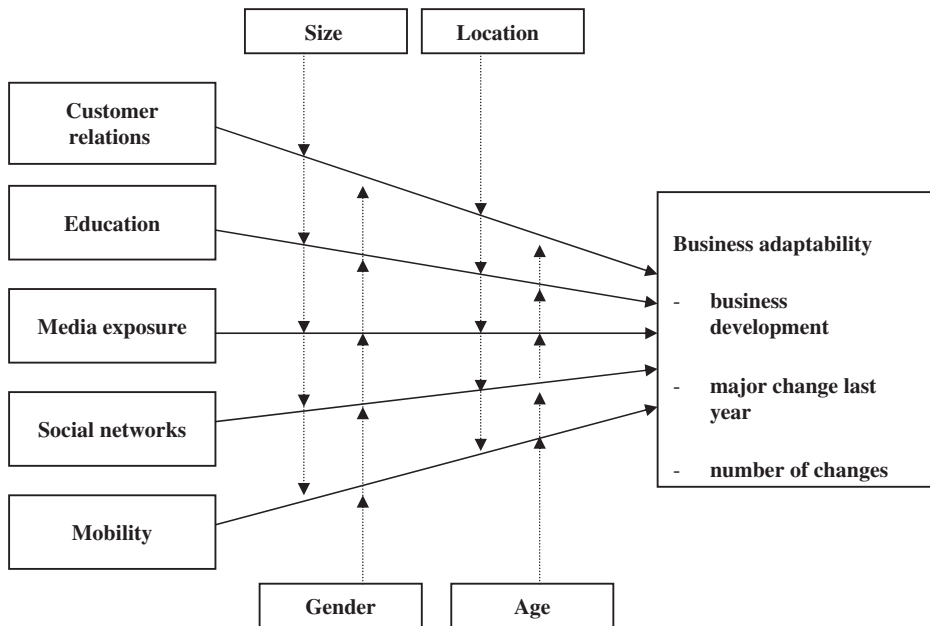 Size
Location
Customer
relations
Education
Media exposure
Social networks
Mobility
Business adaptability
- business
development
- major change last
year
- number of changes
Gender
Age